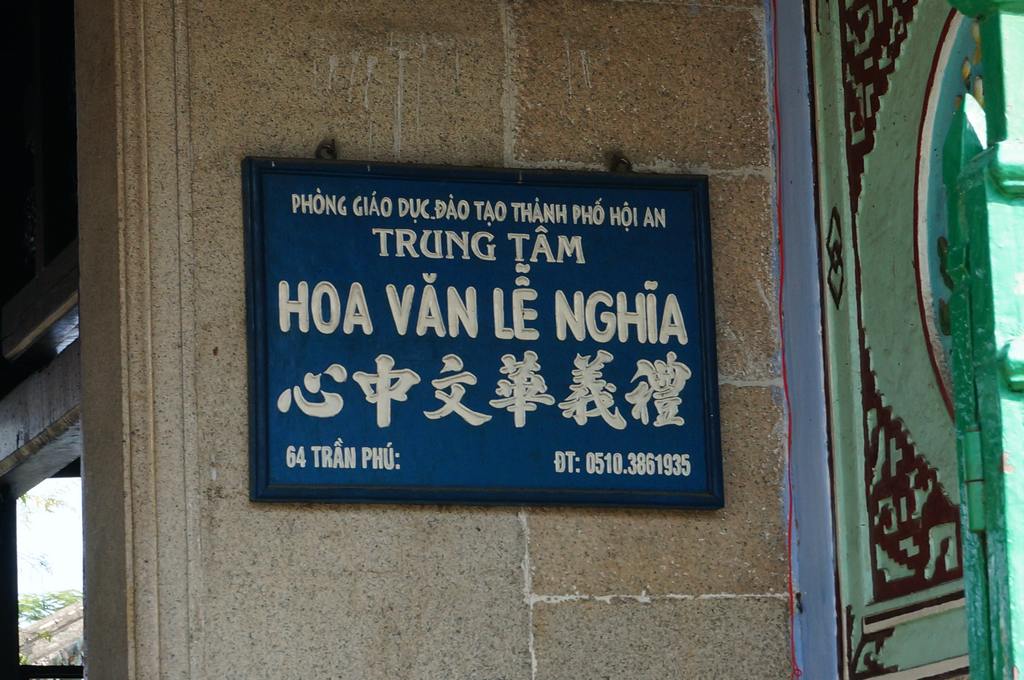 PHÒNG GIÁO DỤC.ĐÀO TẠO THÀNH PHỐ HỘI AN
TRUNG TÂM
HOA VĂN LỄ NGHĨA
心中文華義禮
64 TRẦN PHÚ: ĐT: 0510.3861935